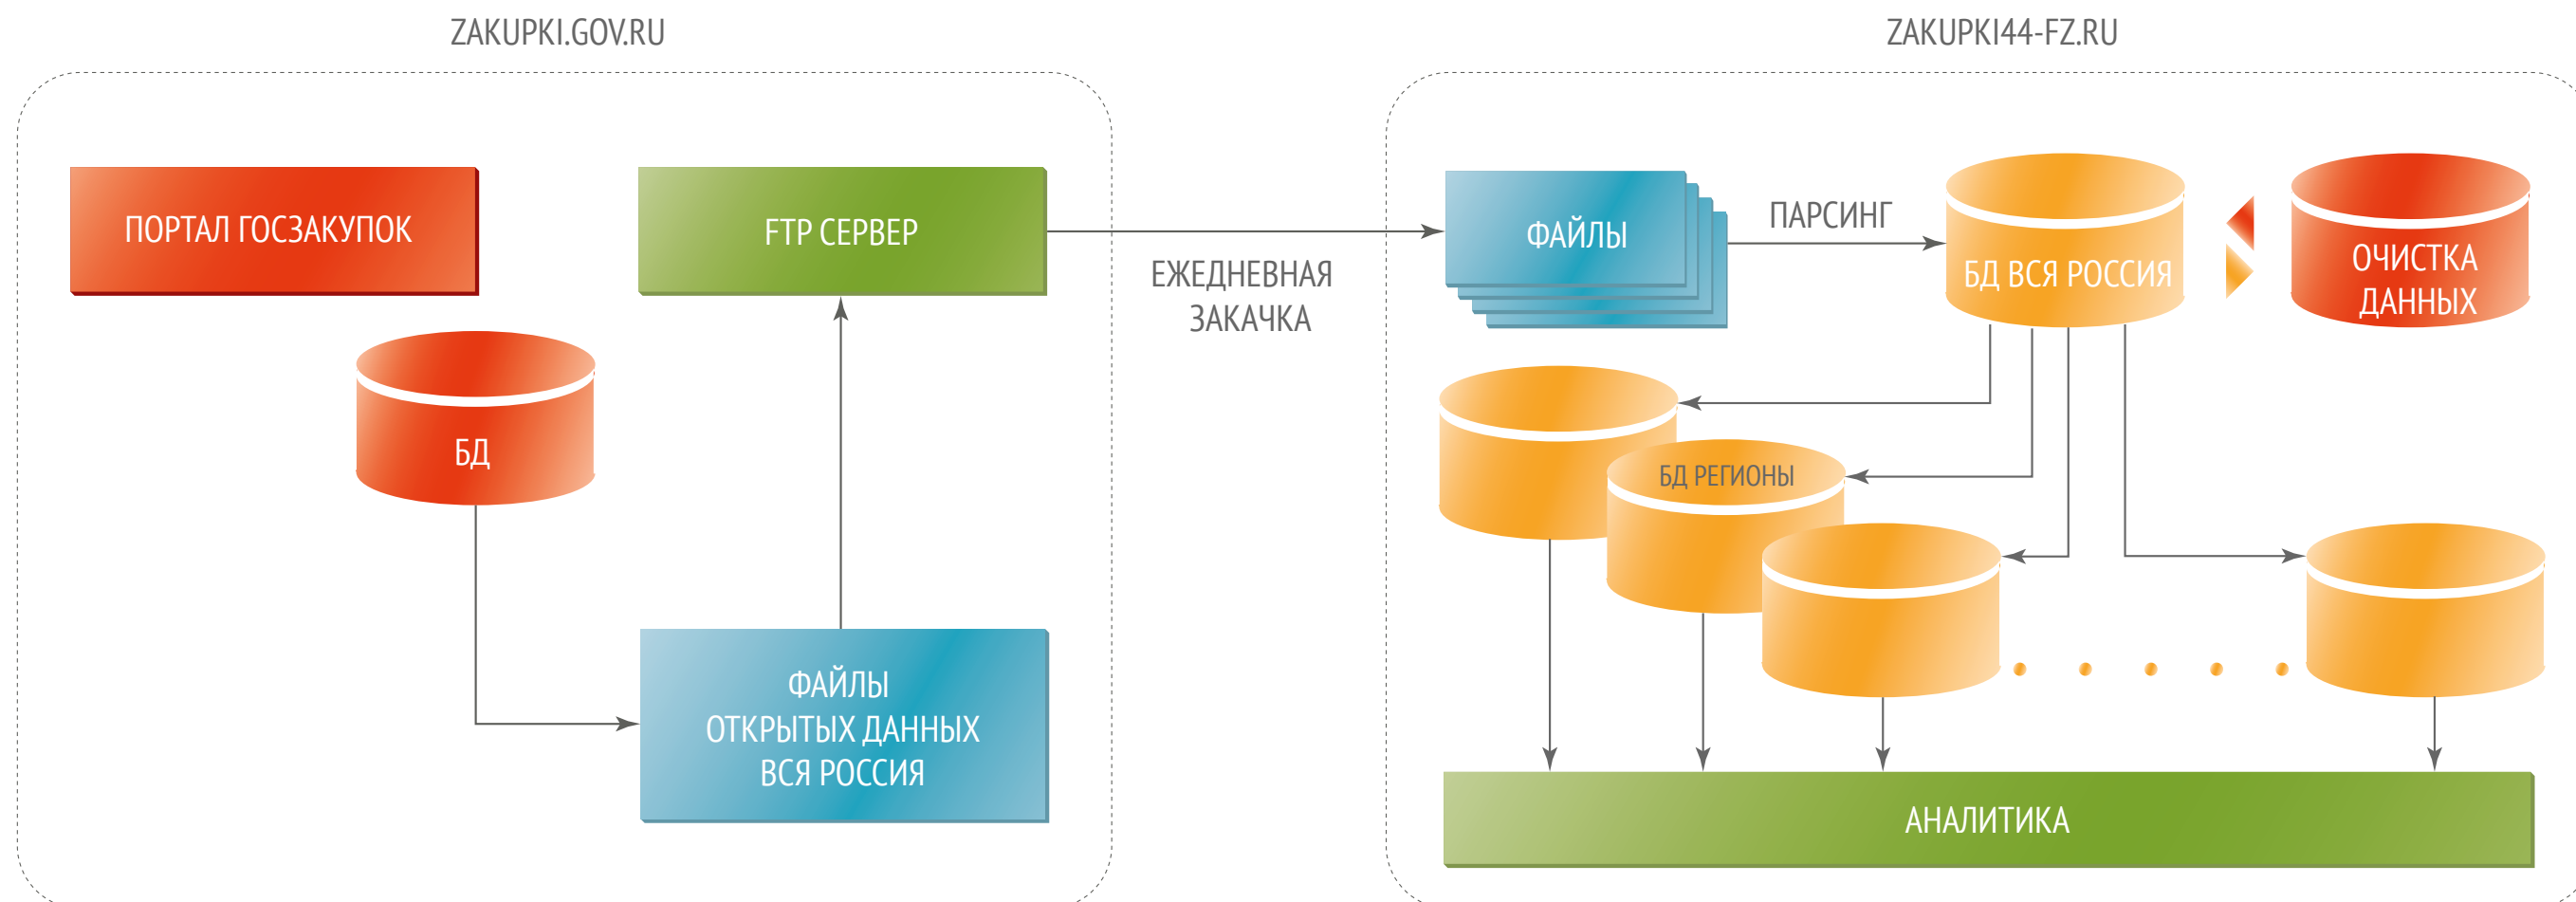 ZAKUPKI.GOV.RU
ZAKUPKI44-FZ.RU
ПОРТАЛ ГОСЗАКУПОК
FTP СЕРВЕР
БД
ФАЙЛЫ
ОТКРЫТЫХ ДАННЫХ
ВСЯ РОССИЯ
ЕЖЕДНЕВНАЯ
ЗАКАЧКА
ФАЙЛЫ
ПАРСИНГ
БД ВСЯ РОССИЯ
ОЧИСТКА
ДАННЫХ
БД РЕГИОНЫ
АНАЛИТИКА